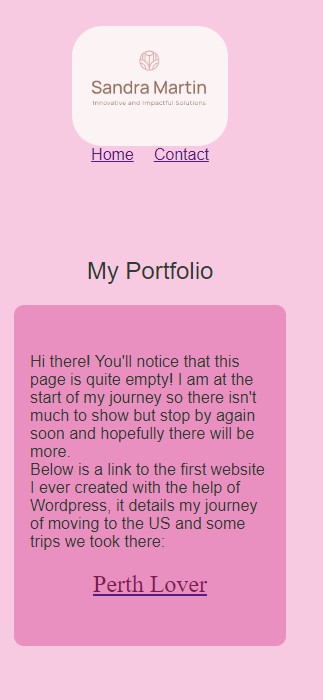 Sandra Martin
Innovative and Impactful Solutions
Home Contact
My Portfolio
Hi there! You'll notice that this
page is quite empty! I am at the
start of my journey so there isn't
much to show but stop by again
soon and hopefully there will be
more.
Below is a link to the first website
I ever created with the help of
Wordpress, it details my journey
of moving to the US and some
trips we took there:
Perth Lover